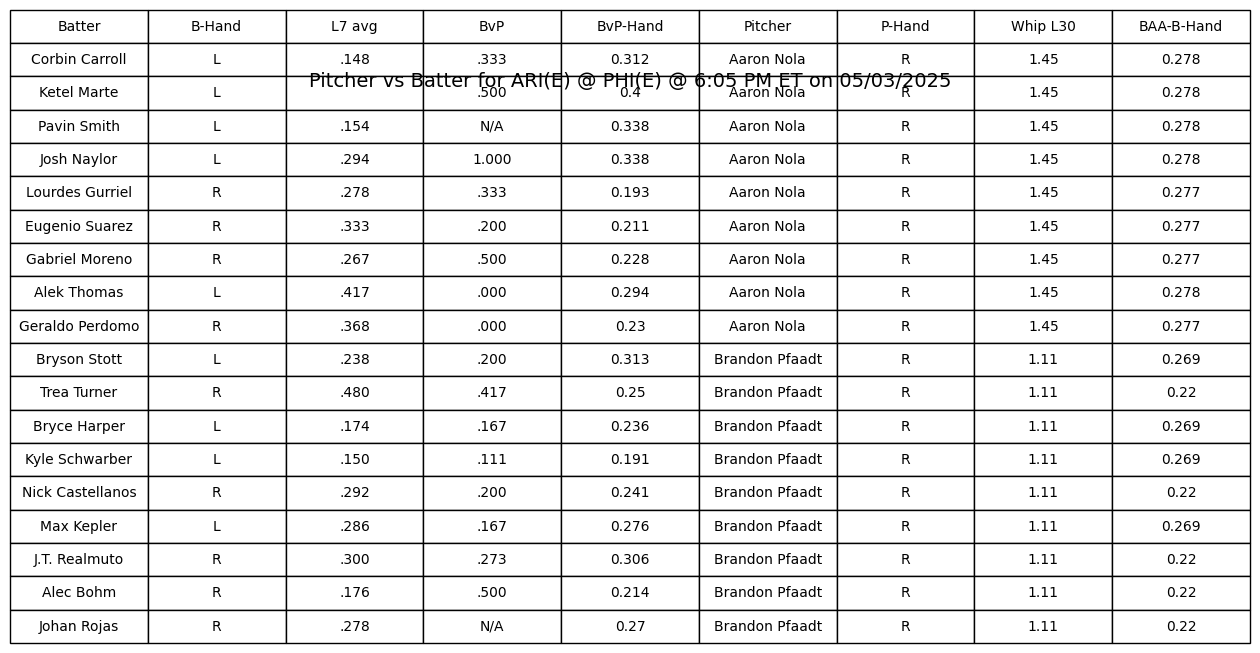 Batter B-Hand L7 avg BvP BvP-Hand Pitcher P-Hand Whip L30 BAA-B-Hand
Corbin Carroll L .148 .333 0.312 Aaron Nola R 1.45 0.278
Pitcher vs Batter for ARI(E) @ PHI(E) @ 6:05 PM ET on 05/03/2025
Ketel Marte L .500 0.4 Aaron Nola R 1.45 0.278
Pavin Smith L .154 N/A 0.338 Aaron Nola R 1.45 0.278
Josh Naylor L .294 1.000 0.338 Aaron Nola R 1.45 0.278
Lourdes Gurriel R .278 .333 0.193 Aaron Nola R 1.45 0.277
Eugenio Suarez R .333 .200 0.211 Aaron Nola R 1.45 0.277
Gabriel Moreno R .267 .500 0.228 Aaron Nola R 1.45 0.277
Alek Thomas L .417 .000 0.294 Aaron Nola R 1.45 0.278
Geraldo Perdomo R .368 .000 0.23 Aaron Nola R 1.45 0.277
Bryson Stott L .238 .200 0.313 Brandon Pfaadt R 1.11 0.269
Trea Turner R .480 .417 0.25 Brandon Pfaadt R 1.11 0.22
Bryce Harper L .174 .167 0.236 Brandon Pfaadt R 1.11 0.269
Kyle Schwarber L .150 .111 0.191 Brandon Pfaadt R 1.11 0.269
Nick Castellanos R .292 .200 0.241 Brandon Pfaadt R 1.11 0.22
Max Kepler L .286 .167 0.276 Brandon Pfaadt R 1.11 0.269
J.T. Realmuto R .300 .273 0.306 Brandon Pfaadt R 1.11 0.22
Alec Bohm R .176 .500 0.214 Brandon Pfaadt R 1.11 0.22
Johan Rojas R .278 N/A 0.27 Brandon Pfaadt R 1.11 0.22